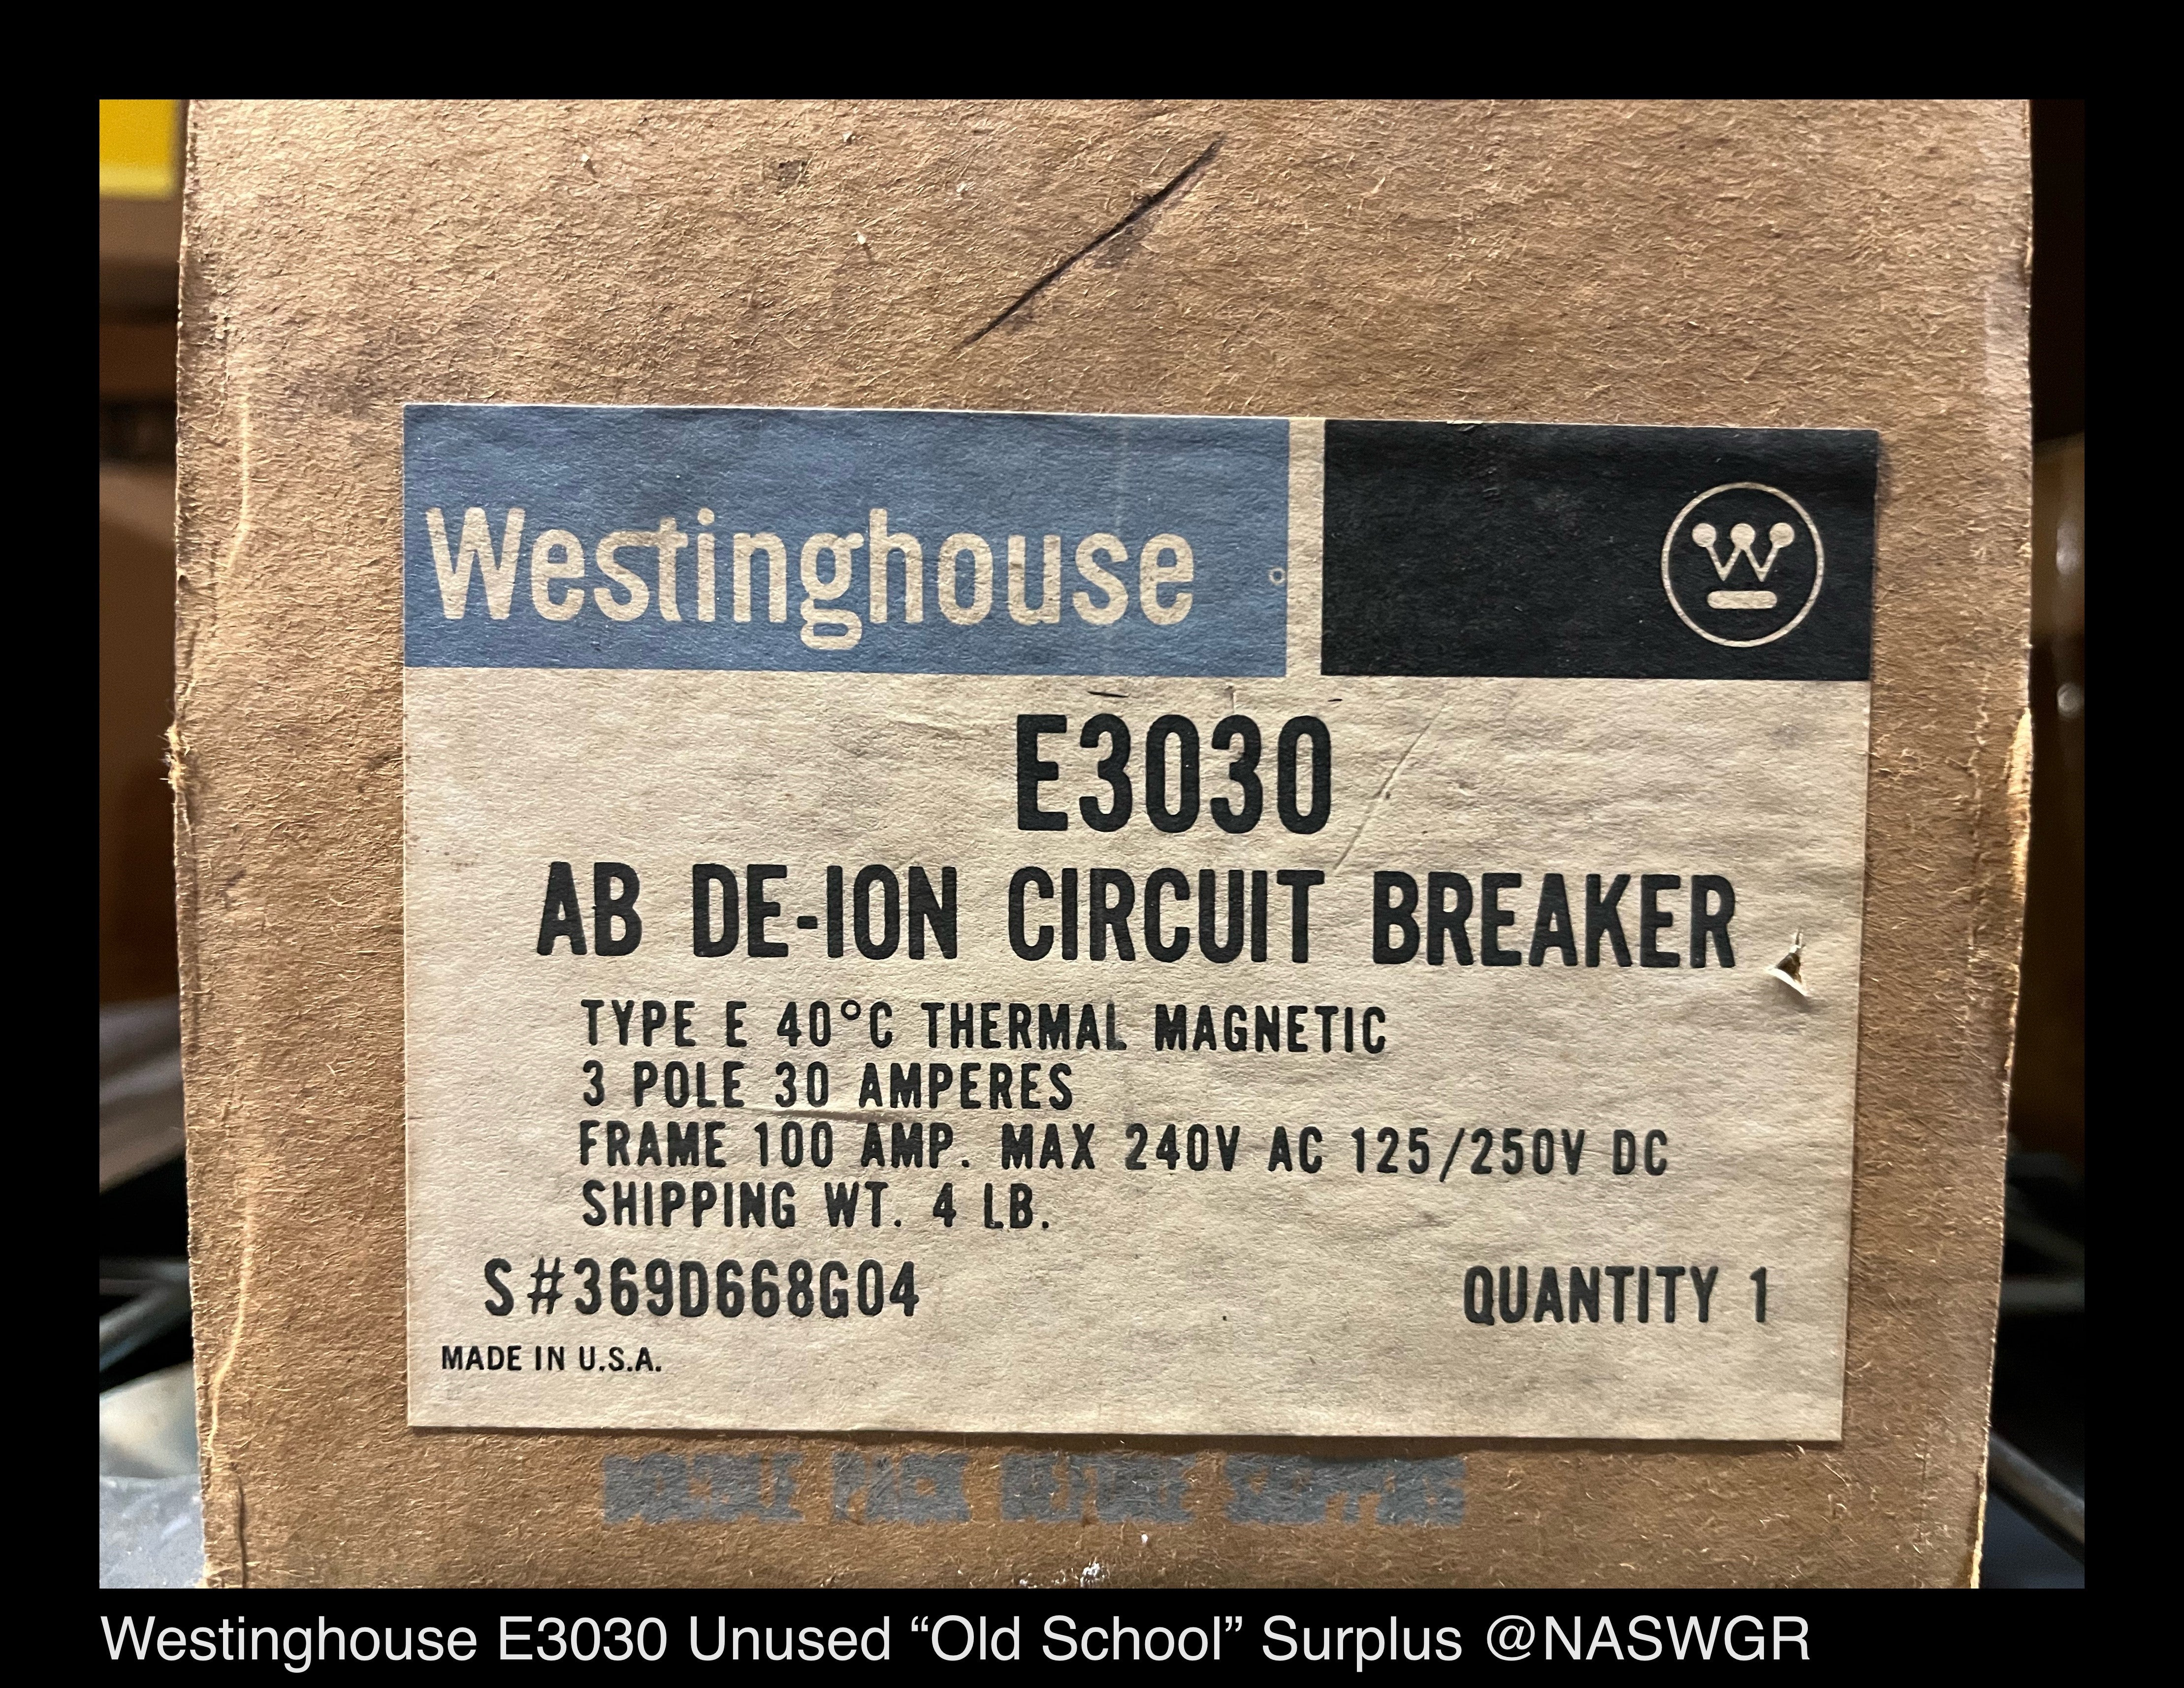 Westinghouse
W
E3030
AB DE-ION CIRCUIT BREAKER
TYPE E 40°C THERMAL MAGNETIC
3 POLE 30 AMPERES
FRAME 100 AMP. MAX 240V AC 125/250V DC
SHIPPING WT. 4 LB.
S#369D668G04 QUANTITY 1
MADE IN U.S.A.
Westinghouse E3030 Unused “Old School” Surplus @NASWGR